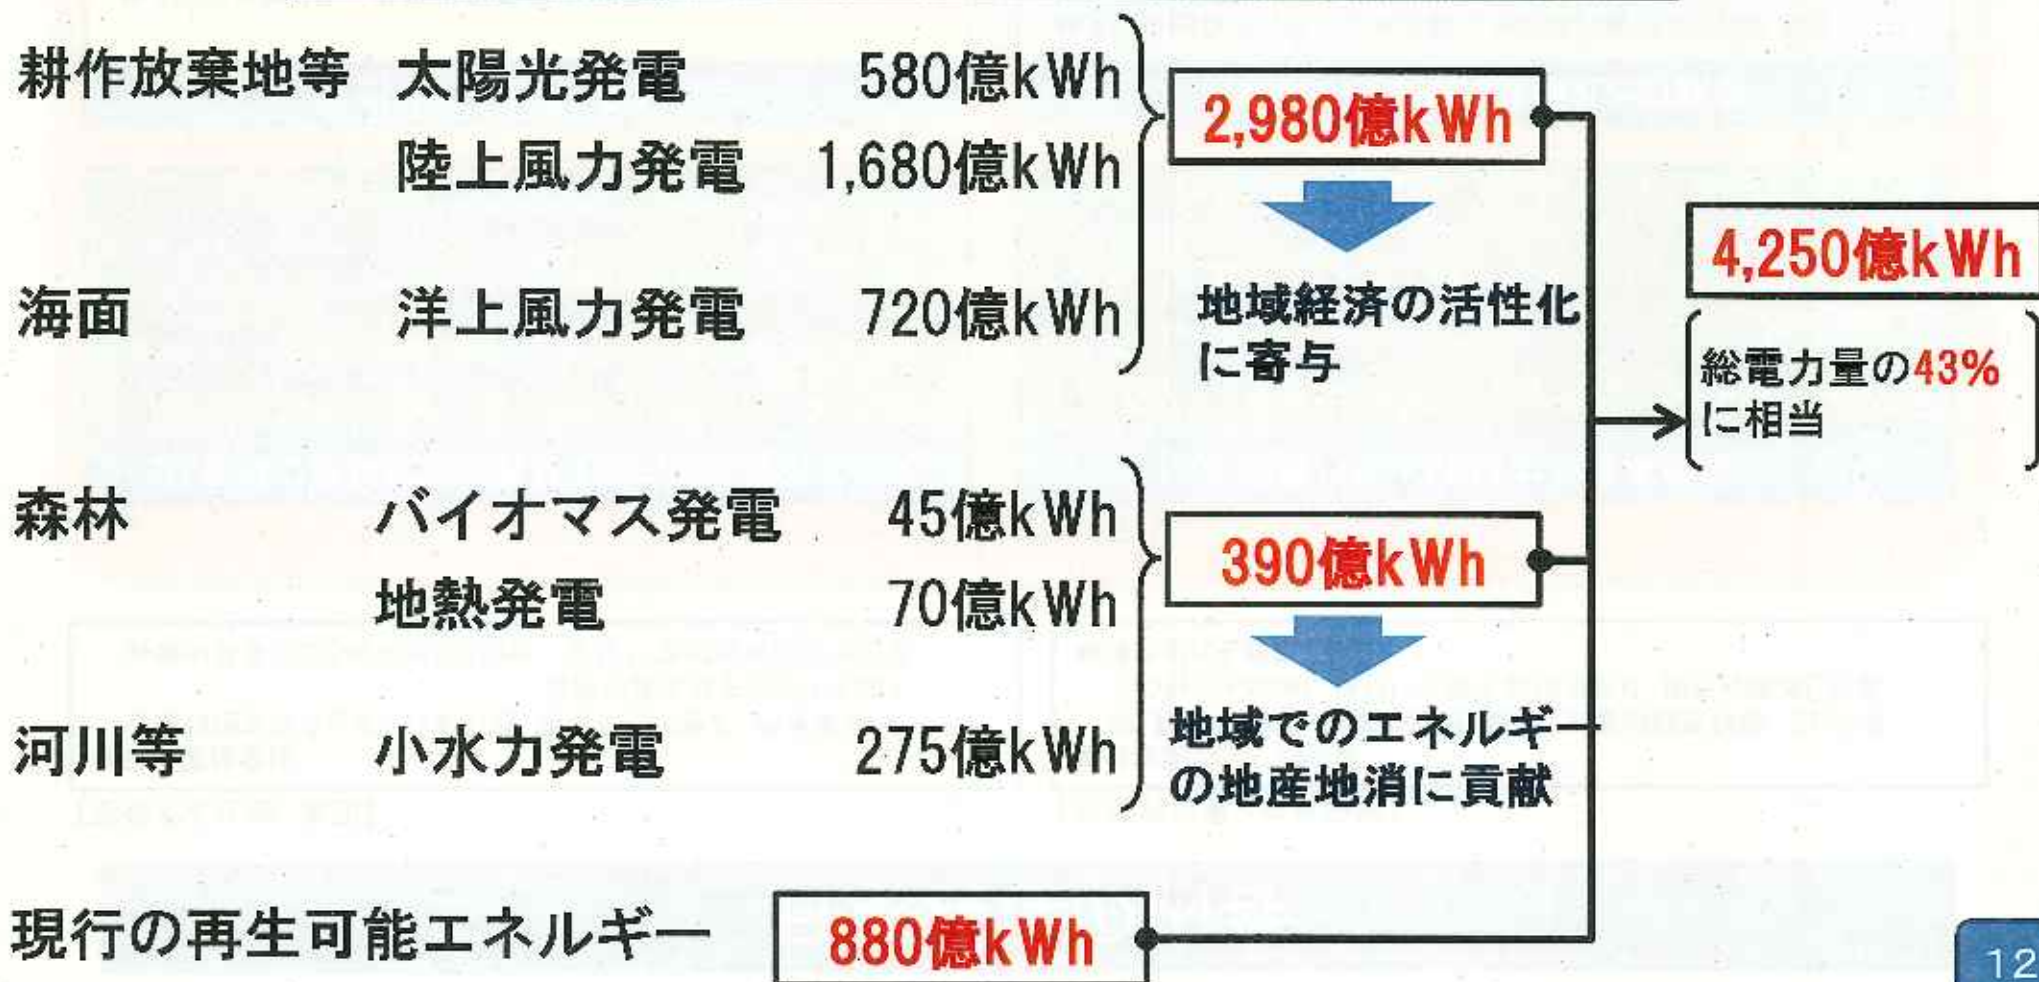 耕作放棄地等 太陽光発電 580億kWh
陸上風力発電 1,680億kWh
2,980億kWh
海面 洋上風力発電 720億kWh
地域経済の活性化
に寄与
4,250億kWh
総電力量の43%
に相当
森林 バイオマス発電 45億kWh
地熱発電 70億kWh
390億kWh
河川等 小水力発電 275億kWh
地域でのエネルギー
の地産地消に貢献
現行の再生可能エネルギー 880億kWh
12